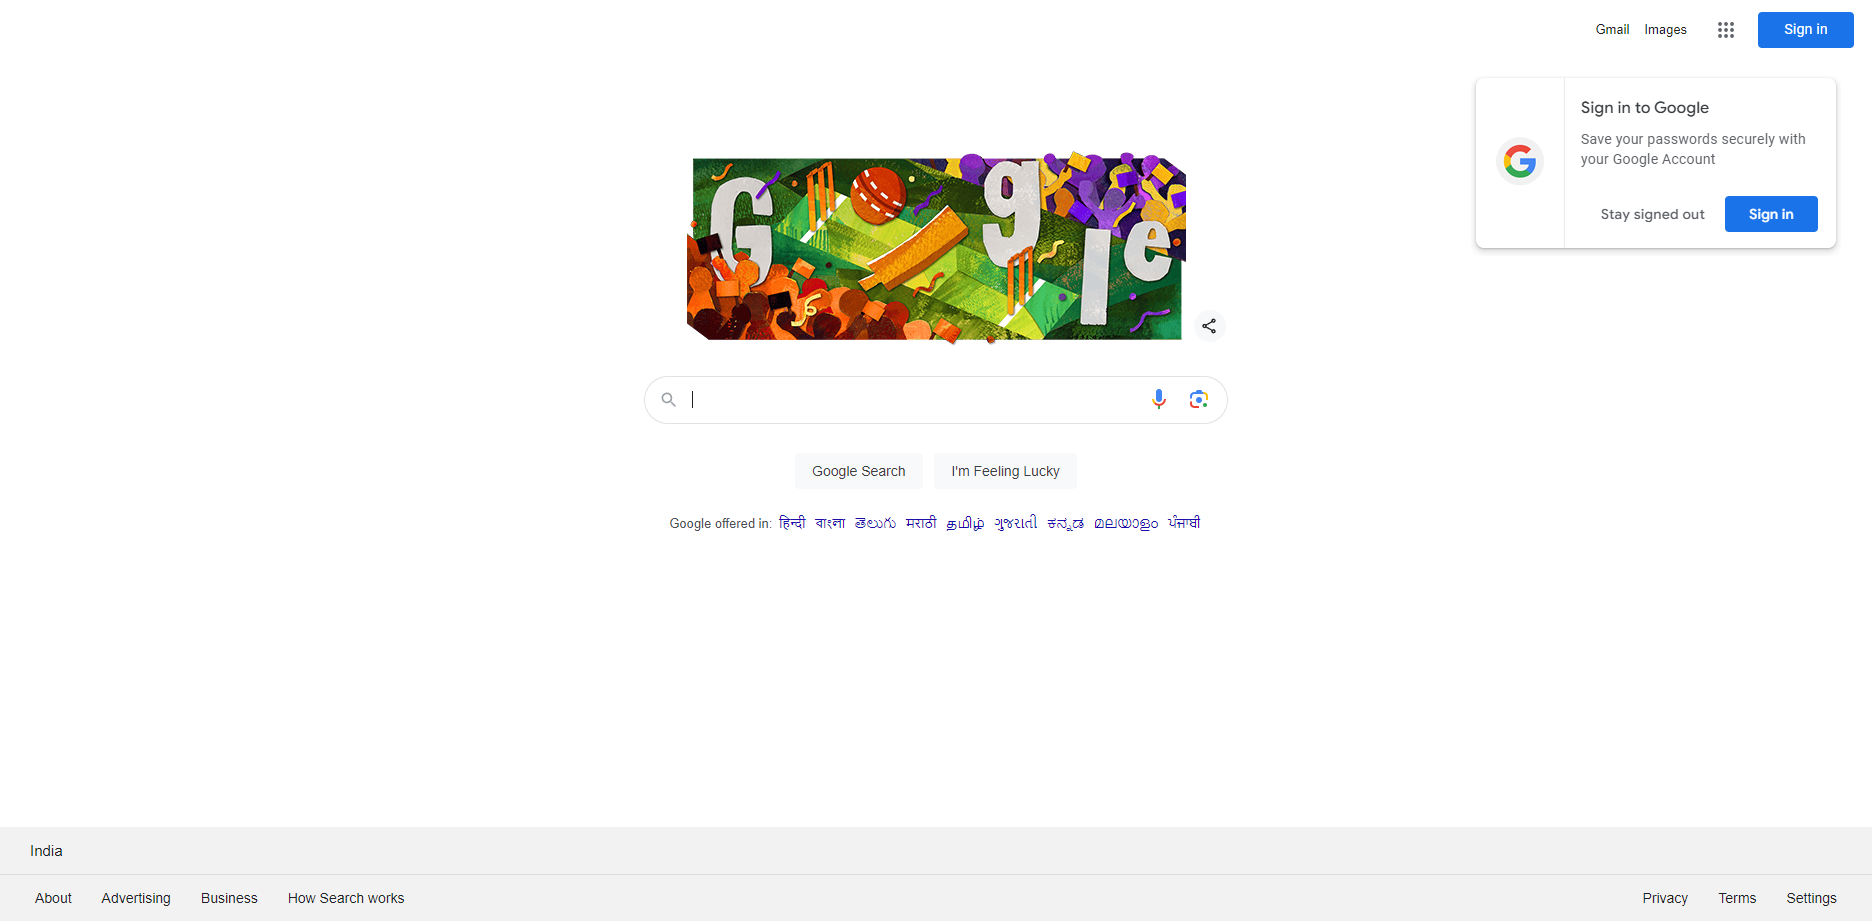 Gmail Images Sign in
Sign in to Google
Save your passwords securely with
your Google Account
Stay signed out Sign in
Google
Google Search I'm Feeling Lucky
Google offered in: हिन्दी বাংলা తెలుగు मराठी தமிழ் ગુજરાતી ಕನ್ನಡ മലയാളം ਪੰਜਾਬੀ
India
About Advertising Business How Search works Privacy Terms Settings